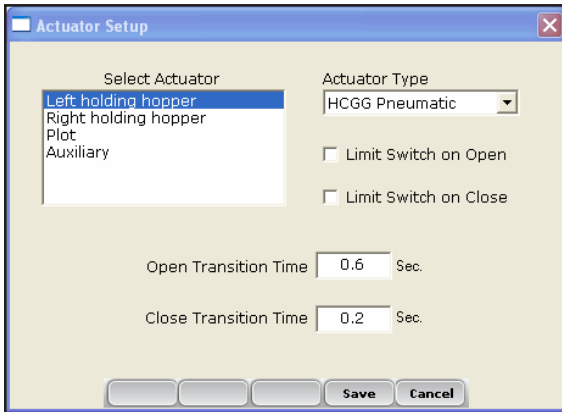 Actuator Setup
Select Actuator
Left holding hopper
Right holding hopper
Plot
Auxiliary
Actuator Type
HCGG Pneumatic
Limit Switch on Open
Limit Switch on Close
Open Transition Time 0.6 Sec.
Close Transition Time 0.2 Sec.
Save Cancel